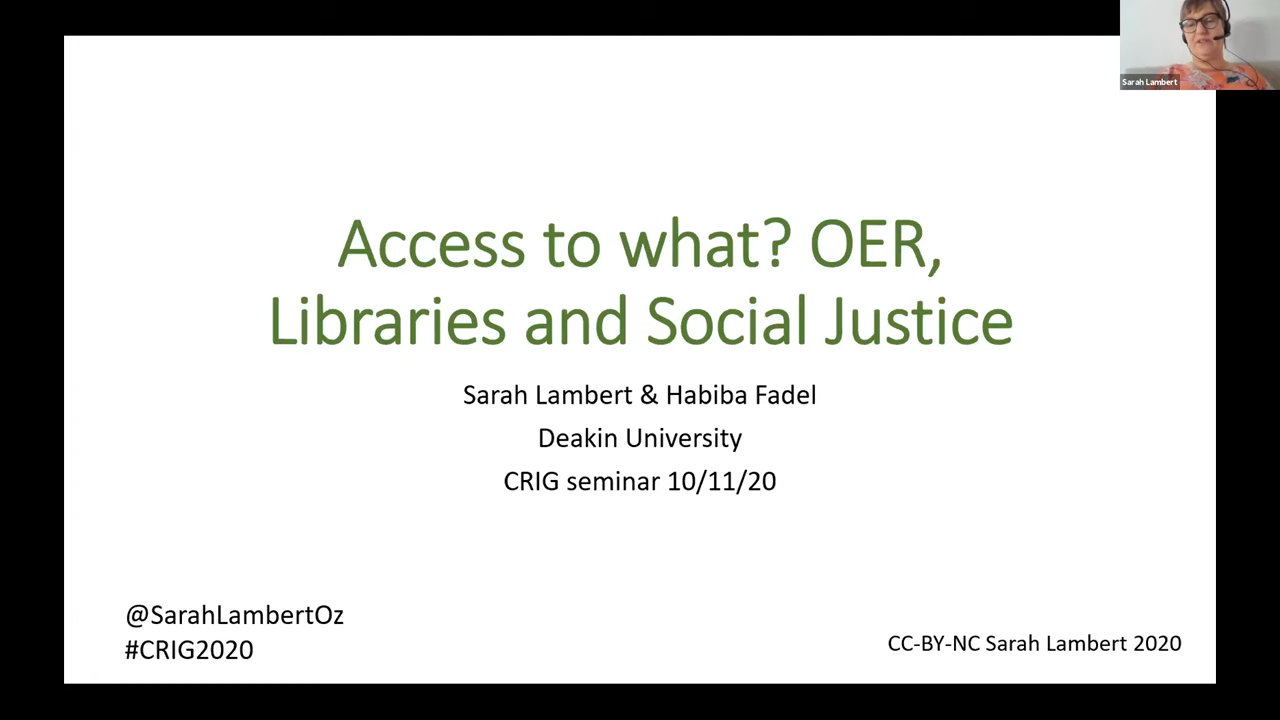 Sarah Lambert
Access to what? OER,
Libraries and Social Justice
Sarah Lambert & Habiba Fadel
Deakin University
CRIG seminar 10/11/20
@SarahLambertOz
#CRIG2020
CC-BY-NC Sarah Lambert 2020